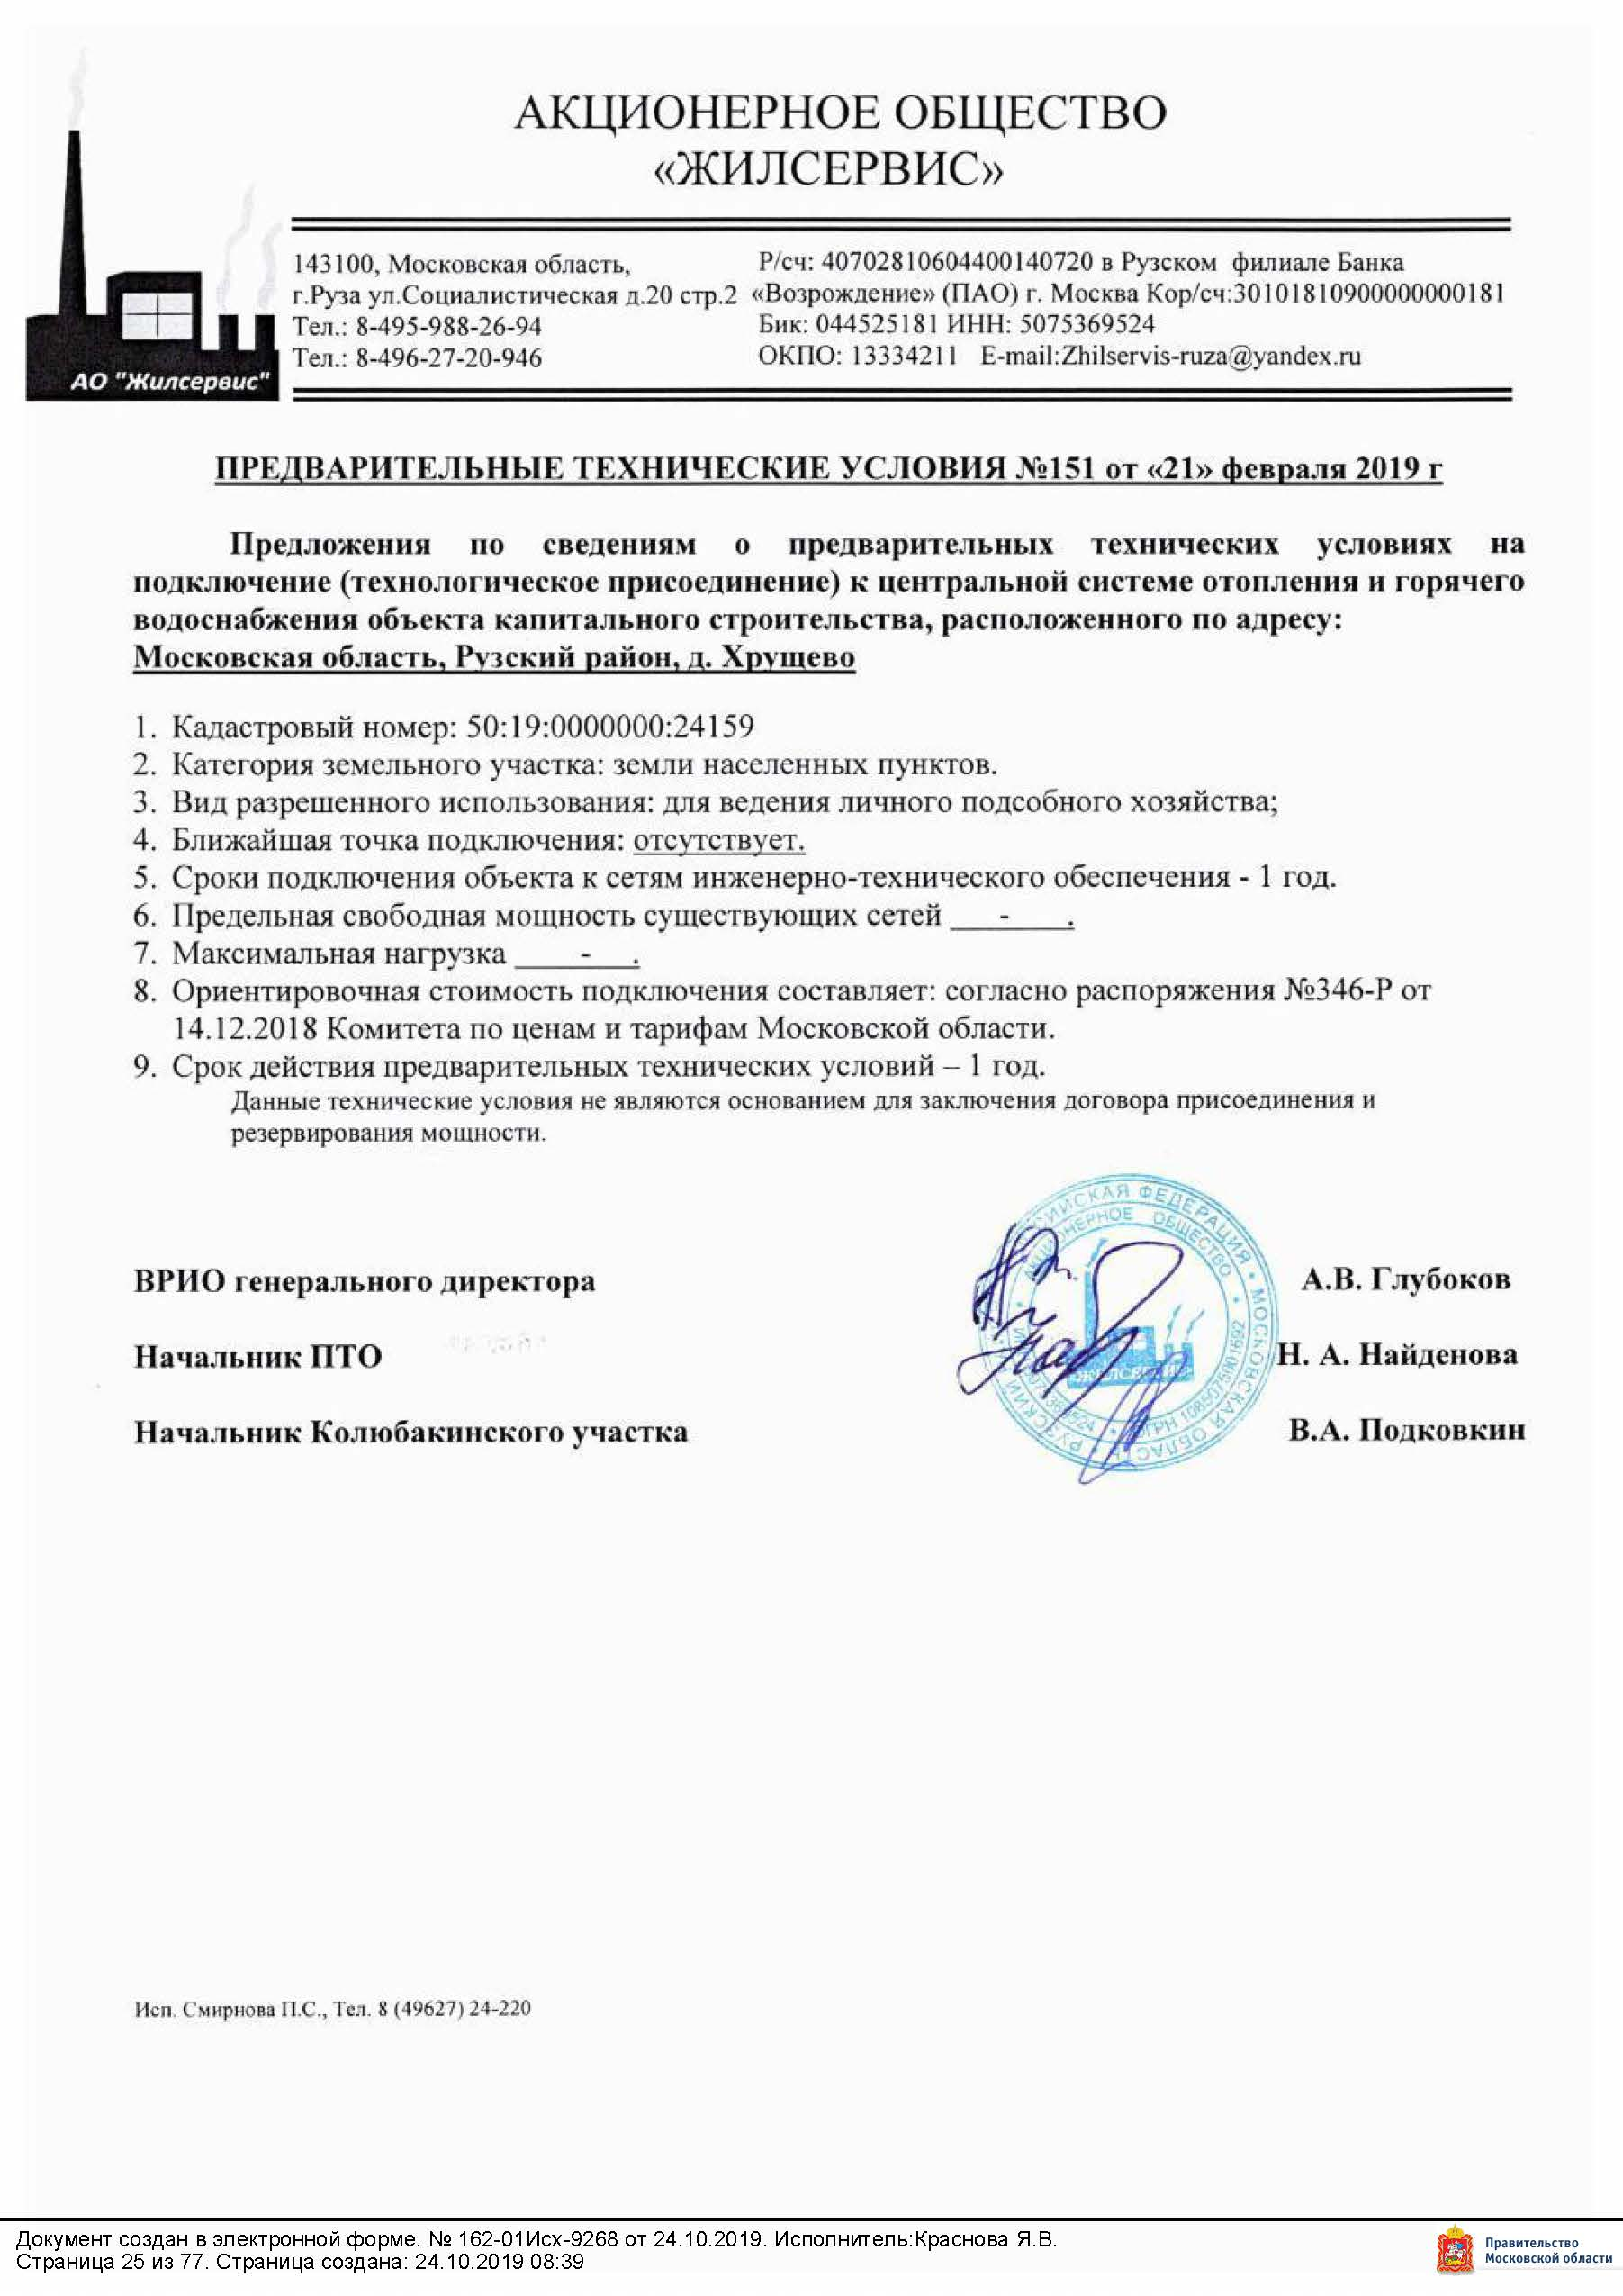 АКЦИОНЕРНОЕ ОБЩЕСТВО
«ЖИЛСЕРВИС»
АО "Жилсервис"
143100, Московская область,
г.Руза ул.Социалистическая д.20 стр.2
Тел.: 8-495-988-26-94
Тел.: 8-496-27-20-946
Р/сч: 40702810604400140720 в Рузском филиале Банка
«Возрождение» (ПАО) г. Москва Кор/сч:30101810900000000181
Бик: 044525181 ИНН: 5075369524
ОКПО: 13334211 E-mail:Zhilservis-ruza@yandex.ru
ПРЕДВАРИТЕЛЬНЫЕ ТЕХНИЧЕСКИЕ УСЛОВИЯ №151 от «21» февраля 2019 г
Предложения по сведениям о предварительных технических условиях на
подключение (технологическое присоединение) к центральной системе отопления и горячего
водоснабжения объекта капитального строительства, расположенного по адресу:
Московская область, Рузский район, д. Хрущево
1. Кадастровый номер: 50:19:0000000:24159
2. Категория земельного участка: земли населенных пунктов.
3. Вид разрешенного использования: для ведения личного подсобного хозяйства;
4. Ближайшая точка подключения: отсутствует.
5. Сроки подключения объекта к сетям инженерно-технического обеспечения - 1 год.
6. Предельная свободная мощность существующих сетей ___-____.
7. Максимальная нагрузка ____-___.
8. Ориентировочная стоимость подключения составляет: согласно распоряжения №346-Р от
14.12.2018 Комитета по ценам и тарифам Московской области.
9. Срок действия предварительных технических условий – 1 год.
Данные технические условия не являются основанием для заключения договора присоединения и
резервирования мощности.
ВРИО генерального директора А.В. Глубоков
Начальник ПТО Н. А. Найденова
Начальник Колюбакинского участка В.А. Подковкин
Исп. Смирнова П.С., Тел. 8 (49627) 24-220
Документ создан в электронной форме. № 162-01Исх-9268 от 24.10.2019. Исполнитель:Краснова Я.В.
Страница 25 из 77. Страница создана: 24.10.2019 08:39
Правительство
Московской области